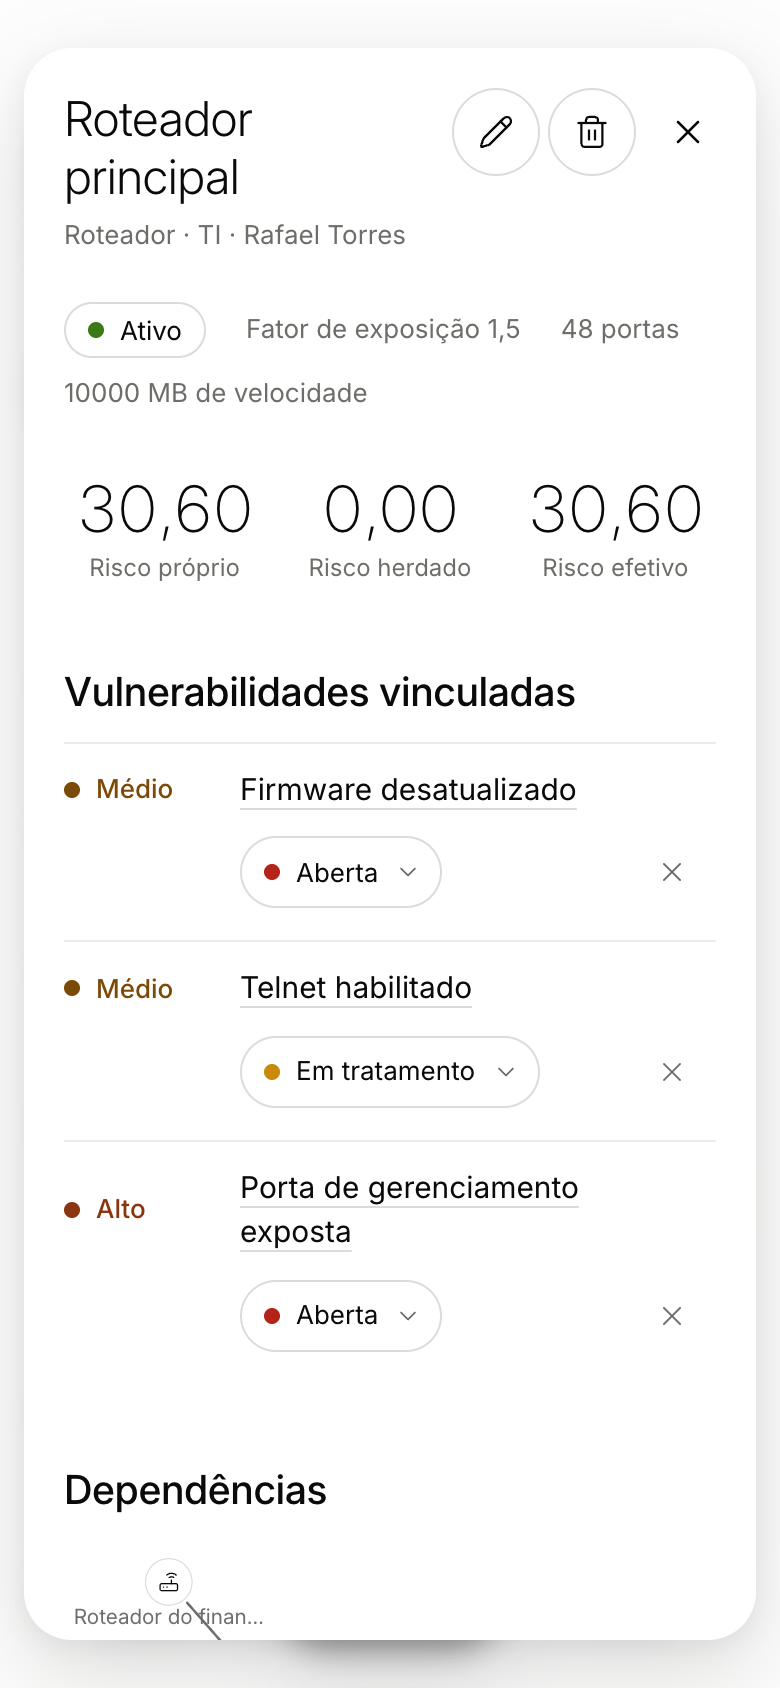 Roteador
principal
Roteador · TI · Rafael Torres
Ativo
Fator de exposição 1,5
48 portas
10000 MB de velocidade
30,60
0,00
30,60
Risco próprio
Risco herdado
Risco efetivo
Vulnerabilidades vinculadas
Médio
Firmware desatualizado
Aberta
Médio
Telnet habilitado
Em tratamento
Alto
Porta de gerenciamento
exposta
Aberta
Dependências
Roteador do finan...